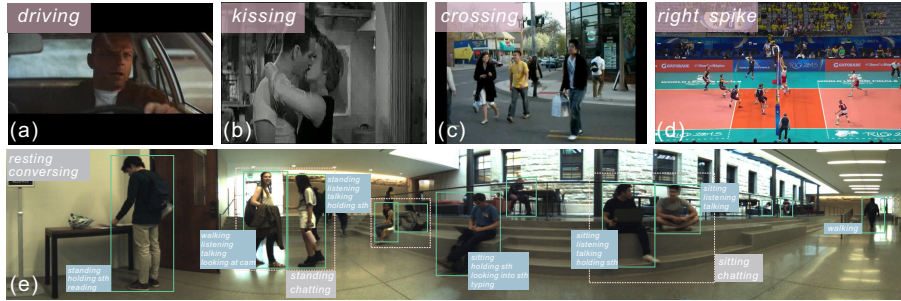 driving
kissing
crossing
right spike
(a)
(b)
(c)
(d)
GATORADE
resting
conversing
standing
holding sth
reading
walking
listening
talking
looking at cam
standing
listening
talking
holding sth
standing
chatting
sitting
holding sth
looking into sth
typing
sitting
listening
talking
holding sth
sitting
listening
talking
sitting
chatting
walking
(e)